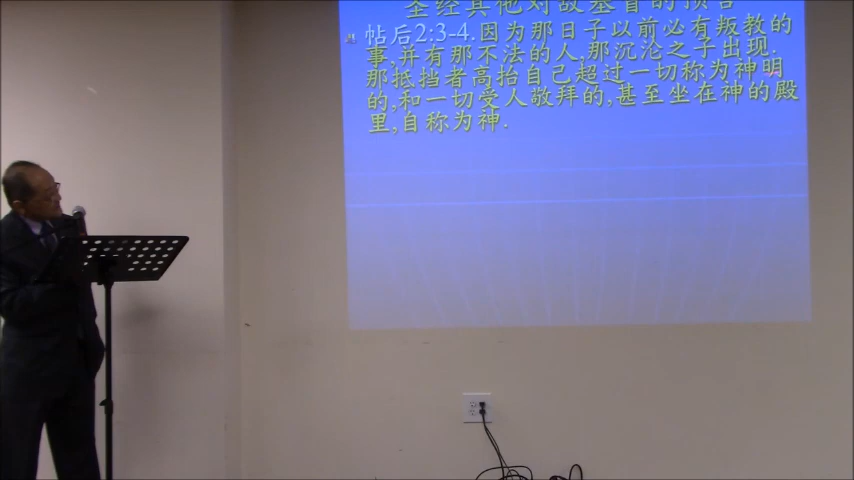 圣经其他对敌基督的预言
帖后2:3-4.因为那日子以前必有叛教的
事,并有那不法的人,那沉沦之子出现.
那抵挡者高抬自己超过一切称为神明
的,和一切受人敬拜的,甚至坐在神的殿
里,自称为神.